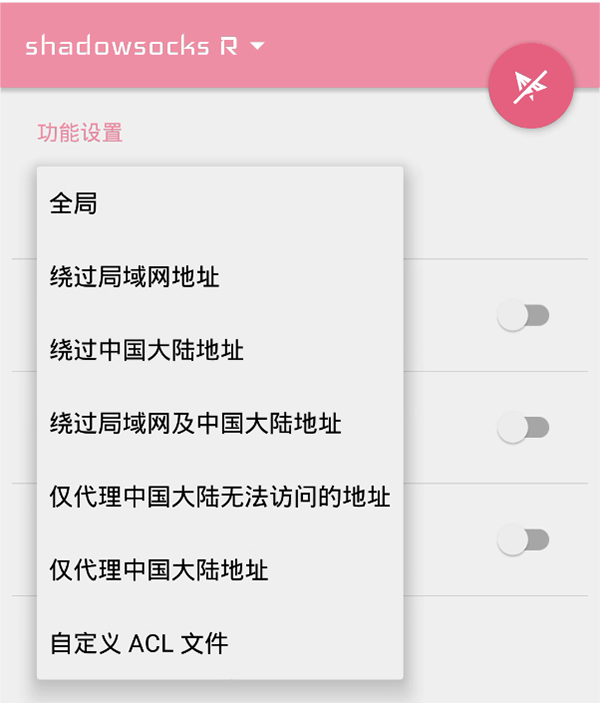 shadowsocks R
功能设置
全局
绕过局域网地址
绕过中国大陆地址
绕过局域网及中国大陆地址
仅代理中国大陆无法访问的地址
仅代理中国大陆地址
自定义 ACL 文件